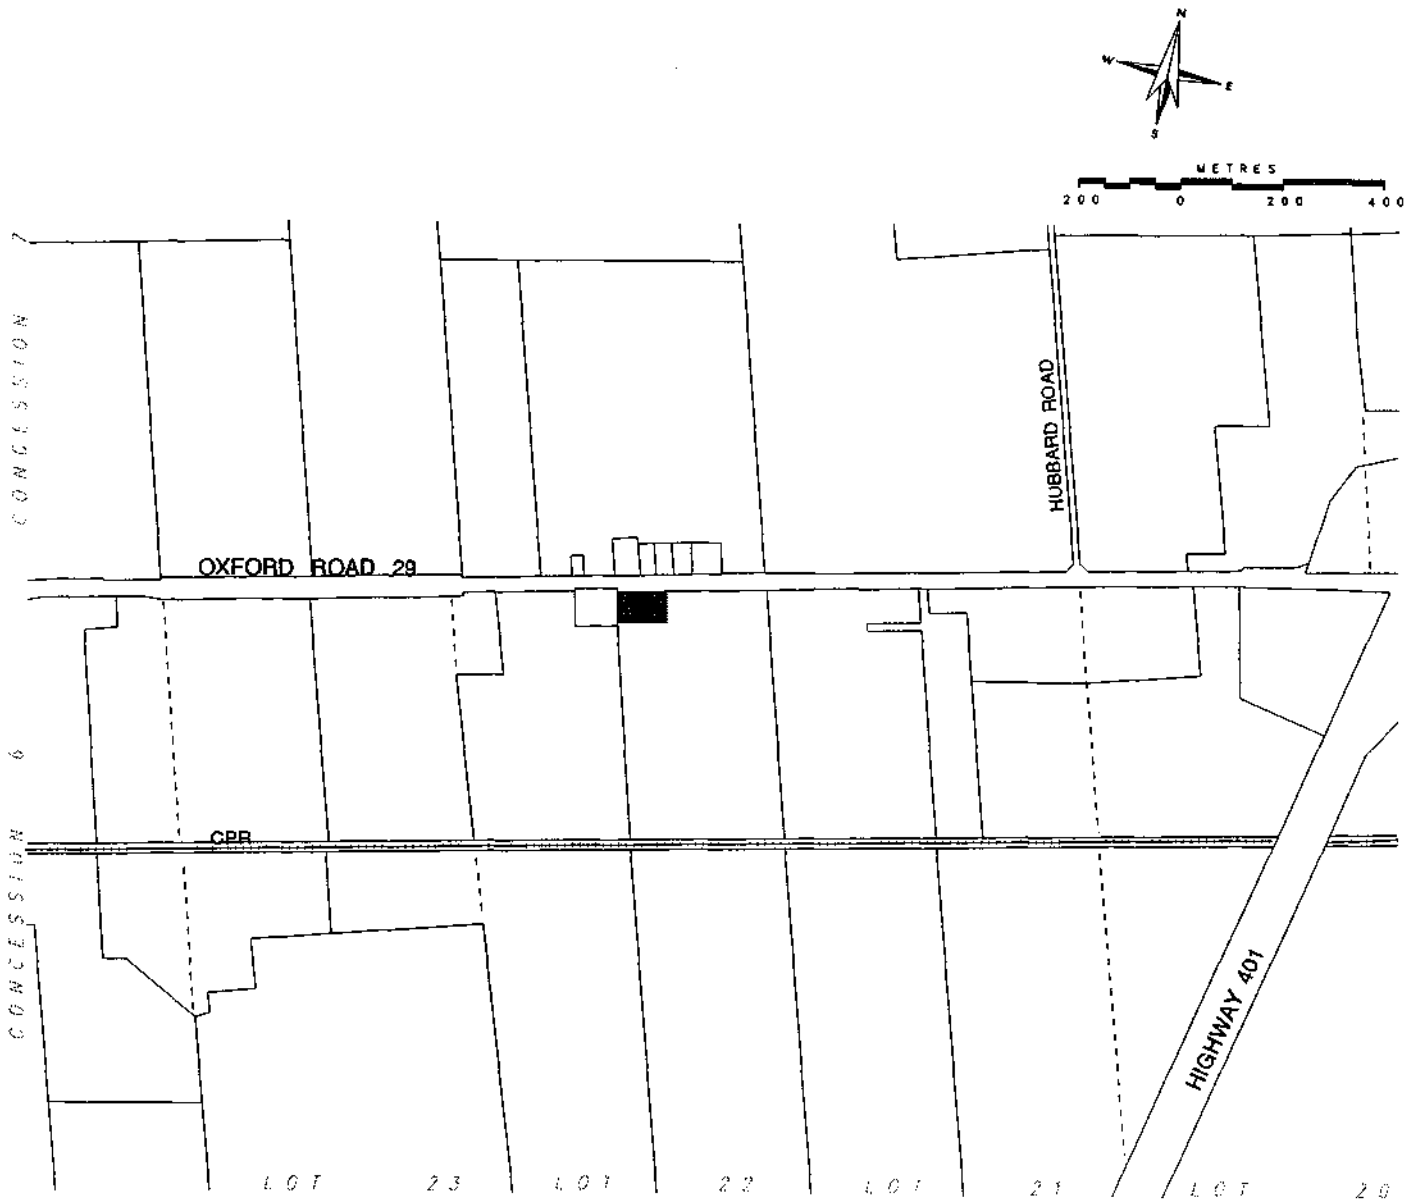 N
W
E
S
METRES
200 0 200 400
CONCESSION 7
HUBBARD ROAD
OXFORD ROAD 29
CONCESSION 6
CPR
HIGHWAY 401
LOT 23 LOT 22 LOT 21 LOT 20